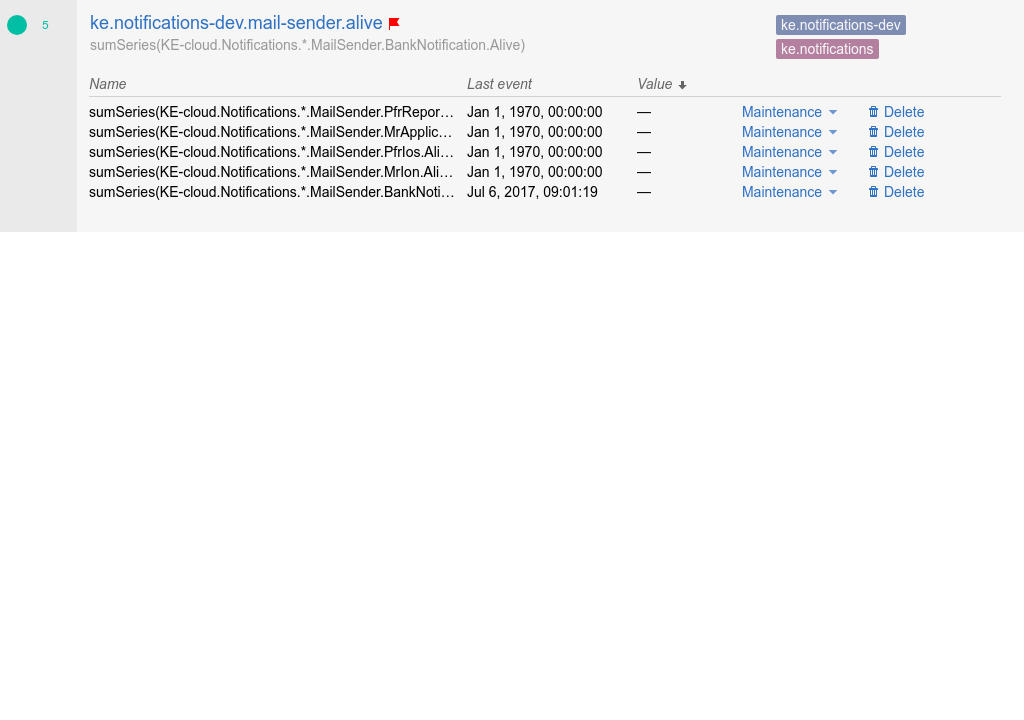 5
ke.notifications-dev.mail-sender.alive
ke.notifications-dev
sumSeries(KE-cloud.Notifications.*.MailSender.BankNotification.Alive)
ke.notifications
Name Last event Value
sumSeries(KE-cloud.Notifications.*.MailSender.PfrRepor… Jan 1, 1970, 00:00:00 — Maintenance Delete
sumSeries(KE-cloud.Notifications.*.MailSender.MrApplic… Jan 1, 1970, 00:00:00 — Maintenance Delete
sumSeries(KE-cloud.Notifications.*.MailSender.PfrIos.Ali… Jan 1, 1970, 00:00:00 — Maintenance Delete
sumSeries(KE-cloud.Notifications.*.MailSender.MrIon.Ali… Jan 1, 1970, 00:00:00 — Maintenance Delete
sumSeries(KE-cloud.Notifications.*.MailSender.BankNoti… Jul 6, 2017, 09:01:19 — Maintenance Delete